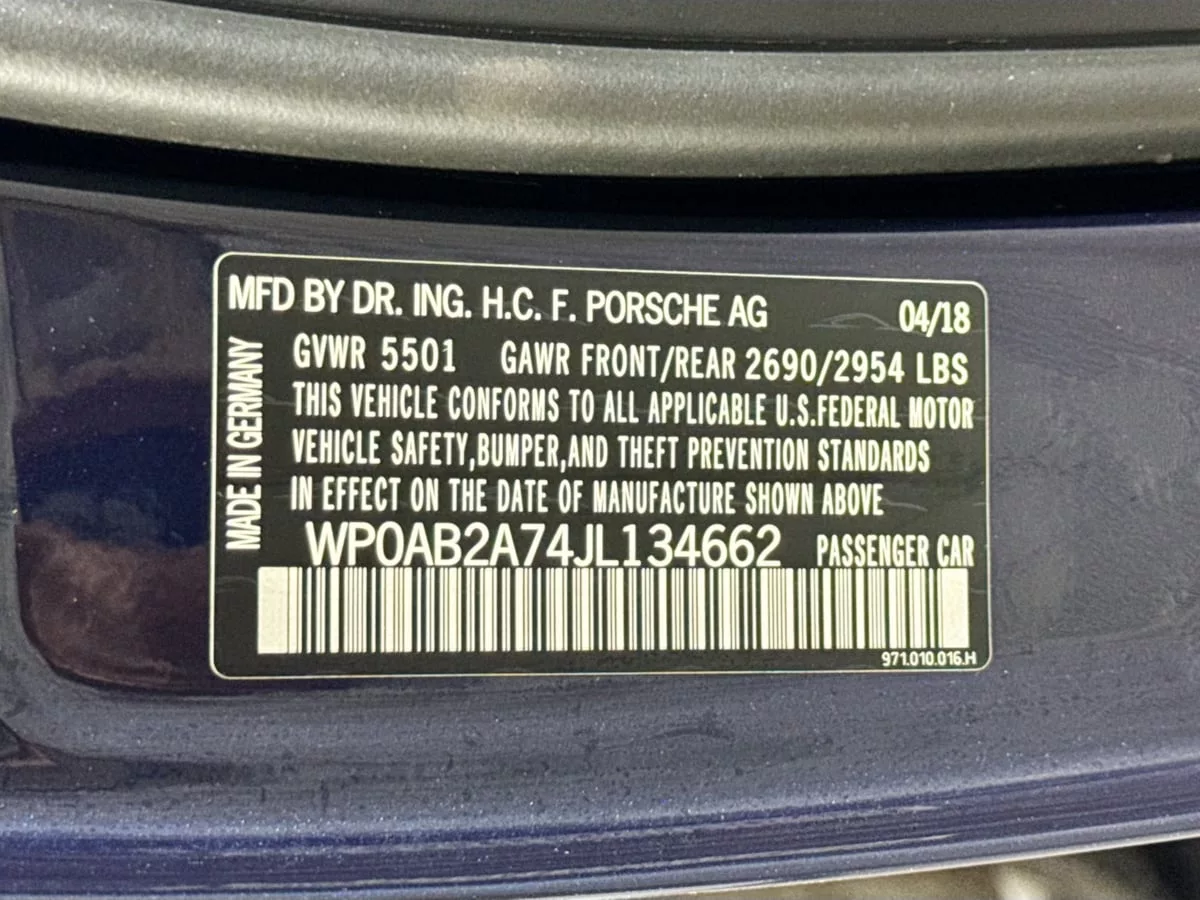 MFD BY DR. ING. H.C. F. PORSCHE AG 04/18
GVWR 5501 GAWR FRONT/REAR 2690/2954 LBS
THIS VEHICLE CONFORMS TO ALL APPLICABLE U.S.FEDERAL MOTOR
VEHICLE SAFETY,BUMPER,AND THEFT PREVENTION STANDARDS
IN EFFECT ON THE DATE OF MANUFACTURE SHOWN ABOVE
MADE IN GERMANY
WP0AB2A74JL134662 PASSENGER CAR
971.010.016.H